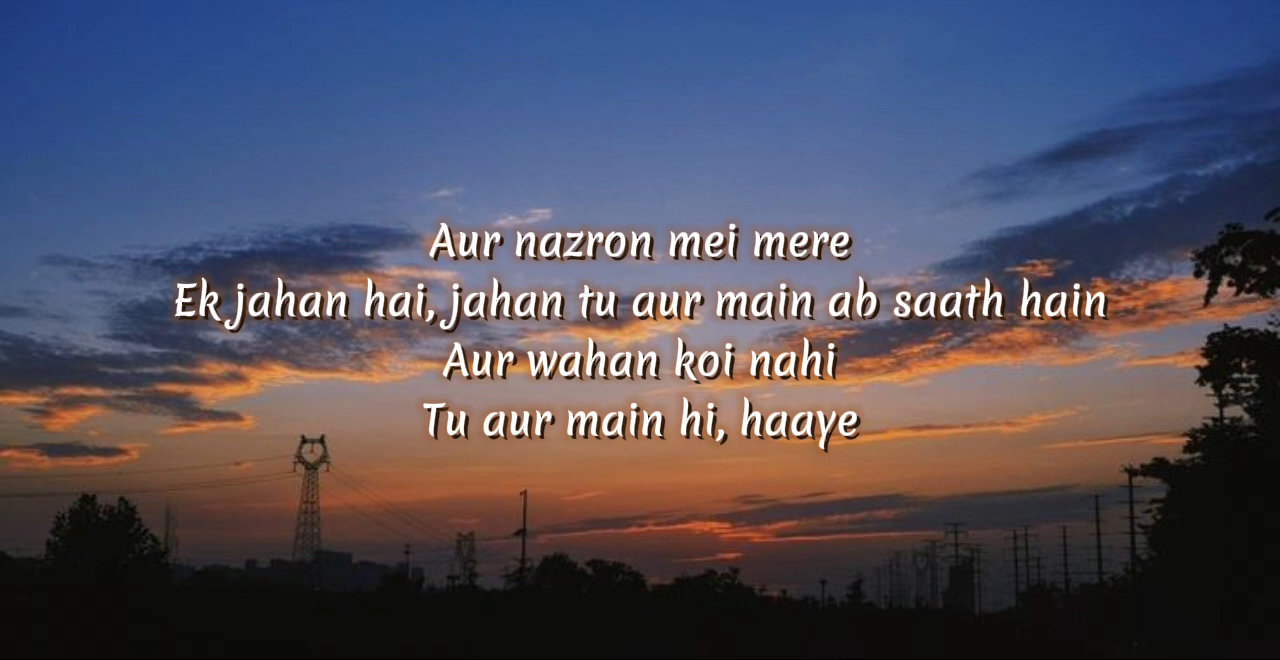 Aur nazron mei mere
Ek jahan hai, jahan tu aur main ab saath hain
Aur wahan koi nahi
Tu aur main hi, haaye